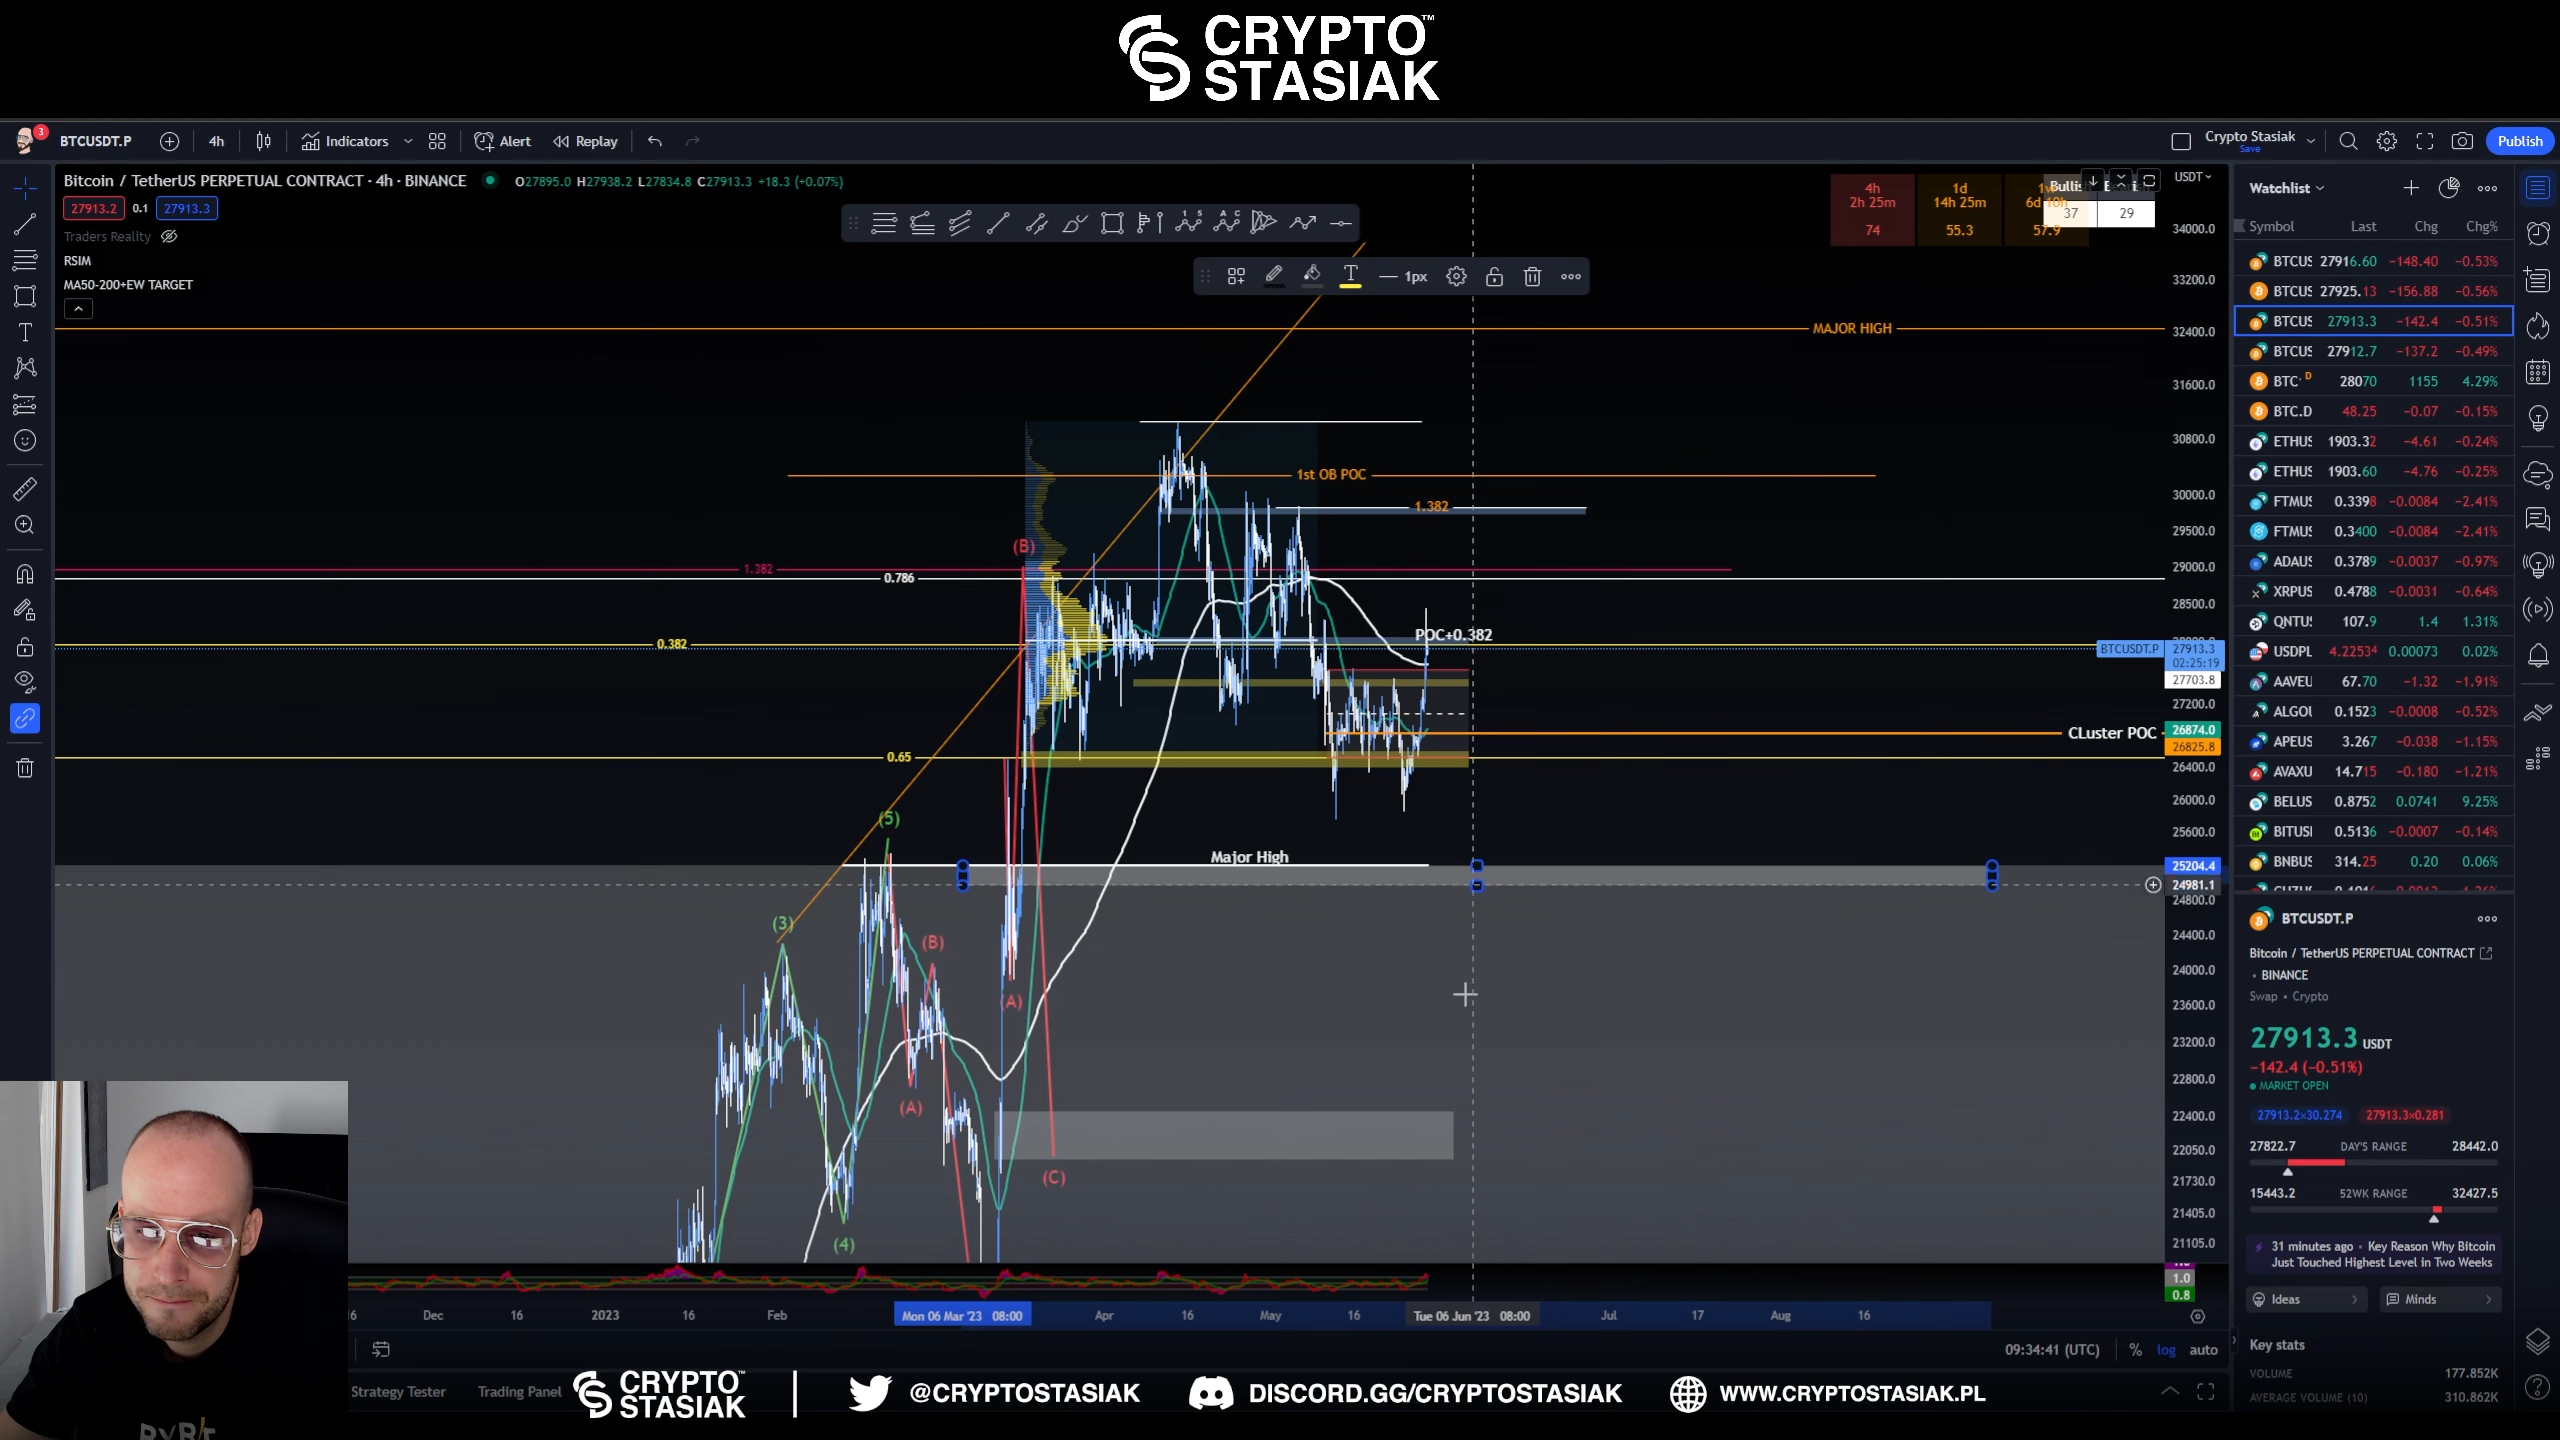 CRYPTO™
STASIAK
3
BTCUSDT.P
4h
Indicators
Alert
Replay
Crypto Stasiak
Save
Publish
Bitcoin / TetherUS PERPETUAL CONTRACT · 4h · BINANCE
O27895.0 H27938.2 L27834.8 C27913.3 +18.3 (+0.07%)
27913.2 0.1 27913.3
Traders Reality
RSIM
MA50-200+EW TARGET
1px
4h
2h 25m
74
1d
14h 25m
55.3
6d 10h
57.9
37
29
USDT
34000.0
33200.0
32400.0
31600.0
30800.0
30000.0
29500.0
29000.0
28500.0
BTCUSDT.P
27913.3
02:25:19
27703.8
27200.0
26874.0
26825.8
26400.0
26000.0
25600.0
25204.4
24981.1
24800.0
24400.0
24000.0
23600.0
23200.0
22800.0
22400.0
22050.0
21730.0
21405.0
21105.0
1.0
0.8
MAJOR HIGH
1st OB POC
1.382
(B)
1.382
0.786
POC+0.382
0.382
CLuster POC
0.65
(5)
Major High
(3)
(B)
(A)
(A)
(C)
(4)
6
Dec
16
2023
16
Feb
Mon 06 Mar '23 08:00
Apr
16
May
16
Tue 06 Jun '23 08:00
Jul
17
Aug
16
09:34:41 (UTC)
%
log
auto
Strategy Tester
Trading Panel
Watchlist
Symbol Last Chg Chg%
BTCUS 27916.60 −148.40 −0.53%
BTCUS 27925.13 −156.88 −0.56%
BTCUS 27913.3 −142.4 −0.51%
BTCUS 27912.7 −137.2 −0.49%
BTC D 28070 1155 4.29%
BTC.D 48.25 −0.07 −0.15%
ETHUS 1903.32 −4.61 −0.24%
ETHUS 1903.60 −4.76 −0.25%
FTMUS 0.3398 −0.0084 −2.41%
FTMUS 0.3400 −0.0084 −2.41%
ADAUS 0.3789 −0.0037 −0.97%
XRPUS 0.4788 −0.0031 −0.64%
QNTUS 107.9 1.4 1.31%
USDPL 4.22534 0.00073 0.02%
AAVEU 67.70 −1.32 −1.91%
ALGOU 0.1523 −0.0008 −0.52%
APEUS 3.267 −0.038 −1.15%
AVAXU 14.715 −0.180 −1.21%
BELUS 0.8752 0.0741 9.25%
BITUSD 0.5136 −0.0007 −0.14%
BNBUS 314.25 0.20 0.06%
BTCUSDT.P
Bitcoin / TetherUS PERPETUAL CONTRACT
• BINANCE
Swap • Crypto
27913.3 USDT
−142.4 (−0.51%)
MARKET OPEN
27913.2×30.274 27913.3×0.281
27822.7 DAY'S RANGE 28442.0
15443.2 52WK RANGE 32427.5
31 minutes ago • Key Reason Why Bitcoin
Just Touched Highest Level in Two Weeks
Ideas
Minds
Key stats
VOLUME 177.852K
AVERAGE VOLUME (10) 310.862K
CRYPTO™
STASIAK
@CRYPTOSTASIAK
DISCORD.GG/CRYPTOSTASIAK
WWW.CRYPTOSTASIAK.PL